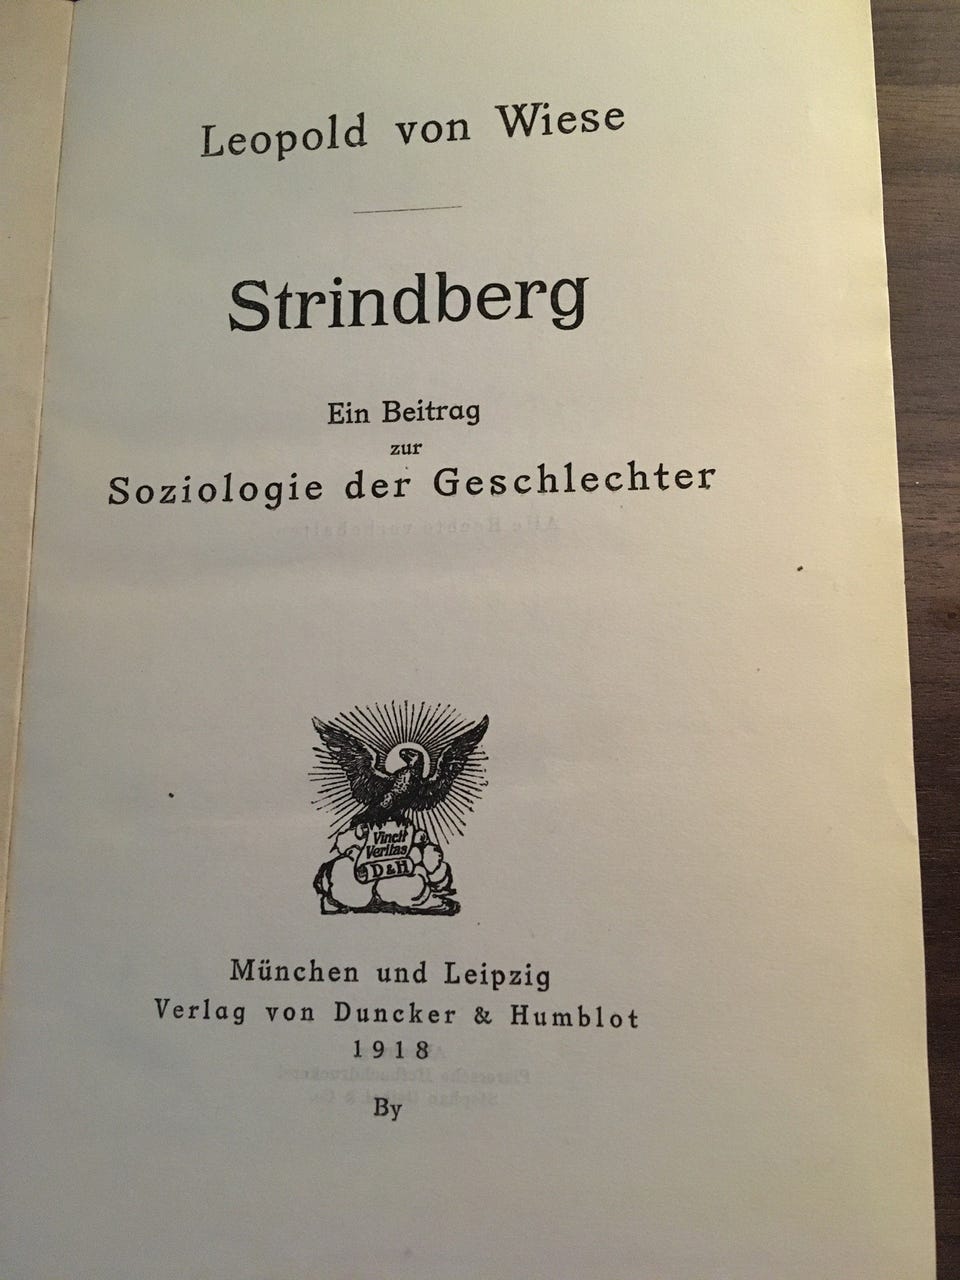 Leopold von Wiese
Strindberg
Ein Beitrag
zur
Soziologie der Geschlechter
Vincit
Veritas
D&H
München und Leipzig
Verlag von Duncker & Humblot
1918
By